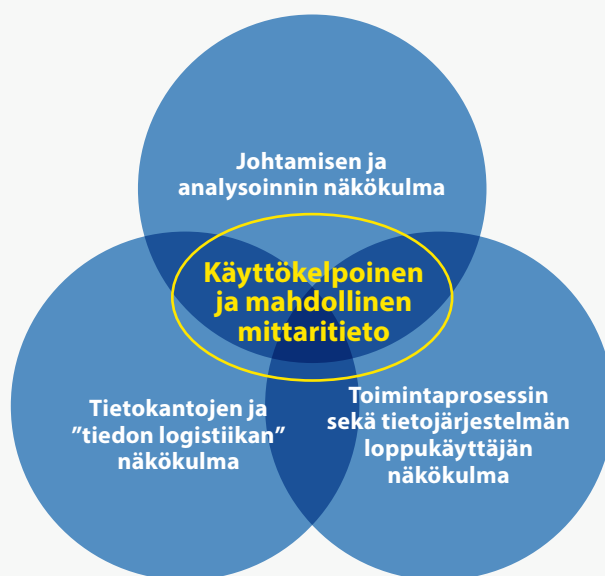 Johtamisen ja
analysoinnin näkökulma
Käyttökelpoinen
ja mahdollinen
mittaritieto
Tietokantojen ja
”tiedon logistiikan”
näkökulma
Toimintaprosessin
sekä tietojärjestelmän
loppukäyttäjän
näkökulma